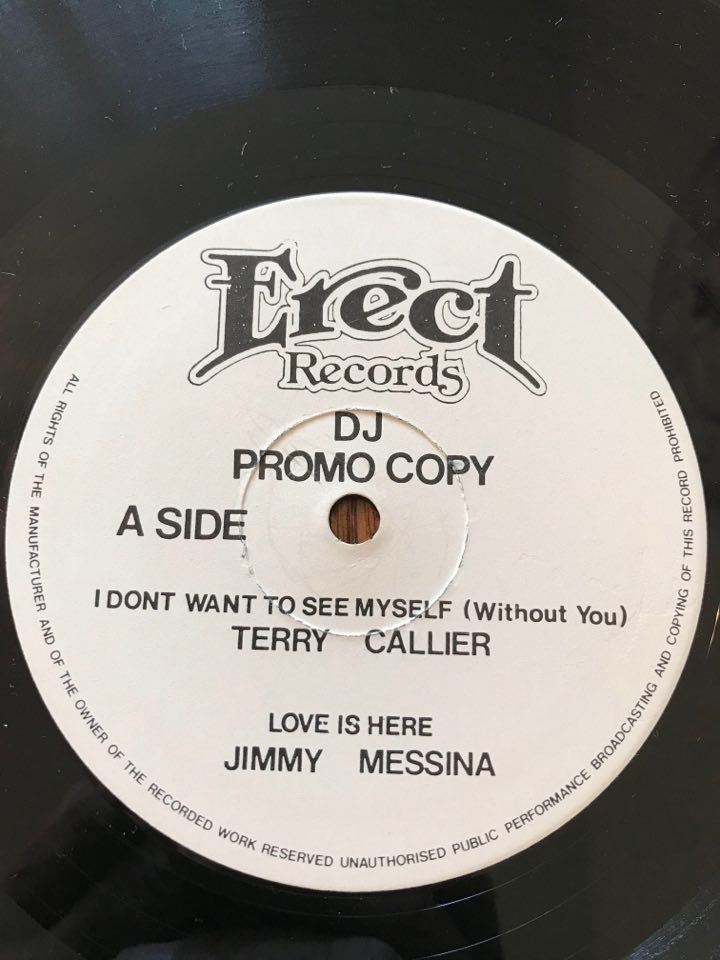 Erect
Records
DJ
PROMO COPY
A SIDE
I DONT WANT TO SEE MYSELF (Without You)
TERRY CALLIER
LOVE IS HERE
JIMMY MESSINA
ALL RIGHTS OF THE MANUFACTURER AND OF THE OWNER OF THE RECORDED WORK RESERVED UNAUTHORISED PUBLIC PERFORMANCE BROADCASTING AND COPYING OF THIS RECORD PROHIBITED